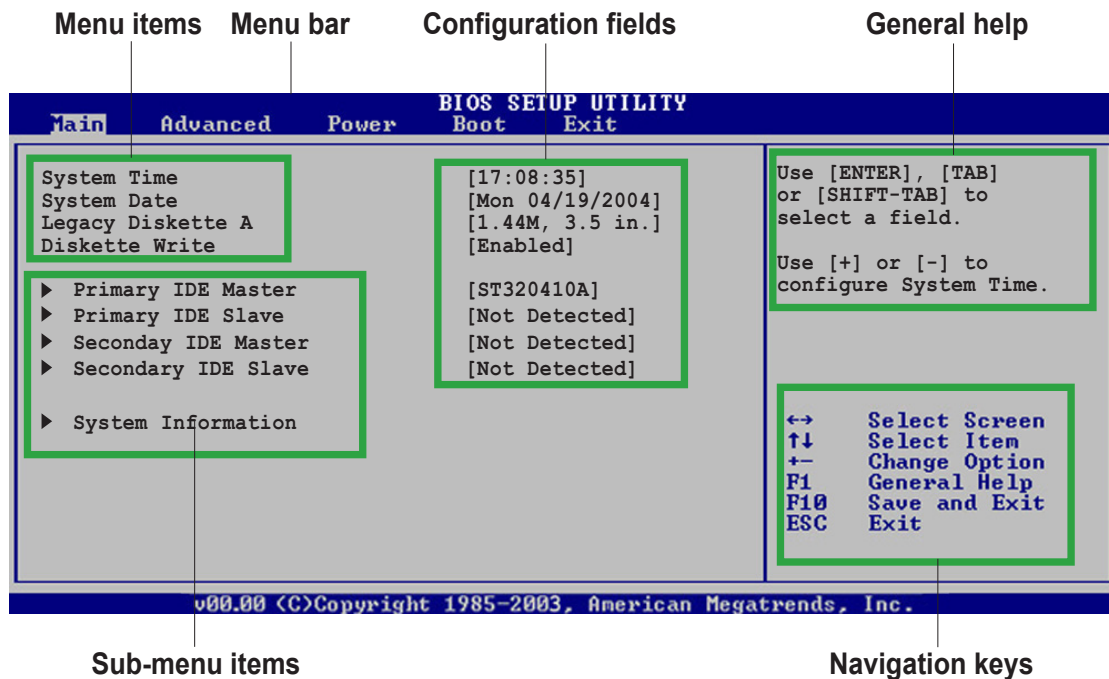 Menu items Menu bar Configuration fields General help
BIOS SETUP UTILITY
Main Advanced Power Boot Exit
System Time [17:08:35]
System Date [Mon 04/19/2004]
Legacy Diskette A [1.44M, 3.5 in.]
Diskette Write [Enabled]
▶ Primary IDE Master [ST320410A]
▶ Primary IDE Slave [Not Detected]
▶ Seconday IDE Master [Not Detected]
▶ Secondary IDE Slave [Not Detected]
▶ System Information
Use [ENTER], [TAB]
or [SHIFT-TAB] to
select a field.
Use [+] or [-] to
configure System Time.
←→ Select Screen
↑↓ Select Item
+- Change Option
F1 General Help
F10 Save and Exit
ESC Exit
v00.00 (C)Copyright 1985-2003, American Megatrends, Inc.
Sub-menu items Navigation keys